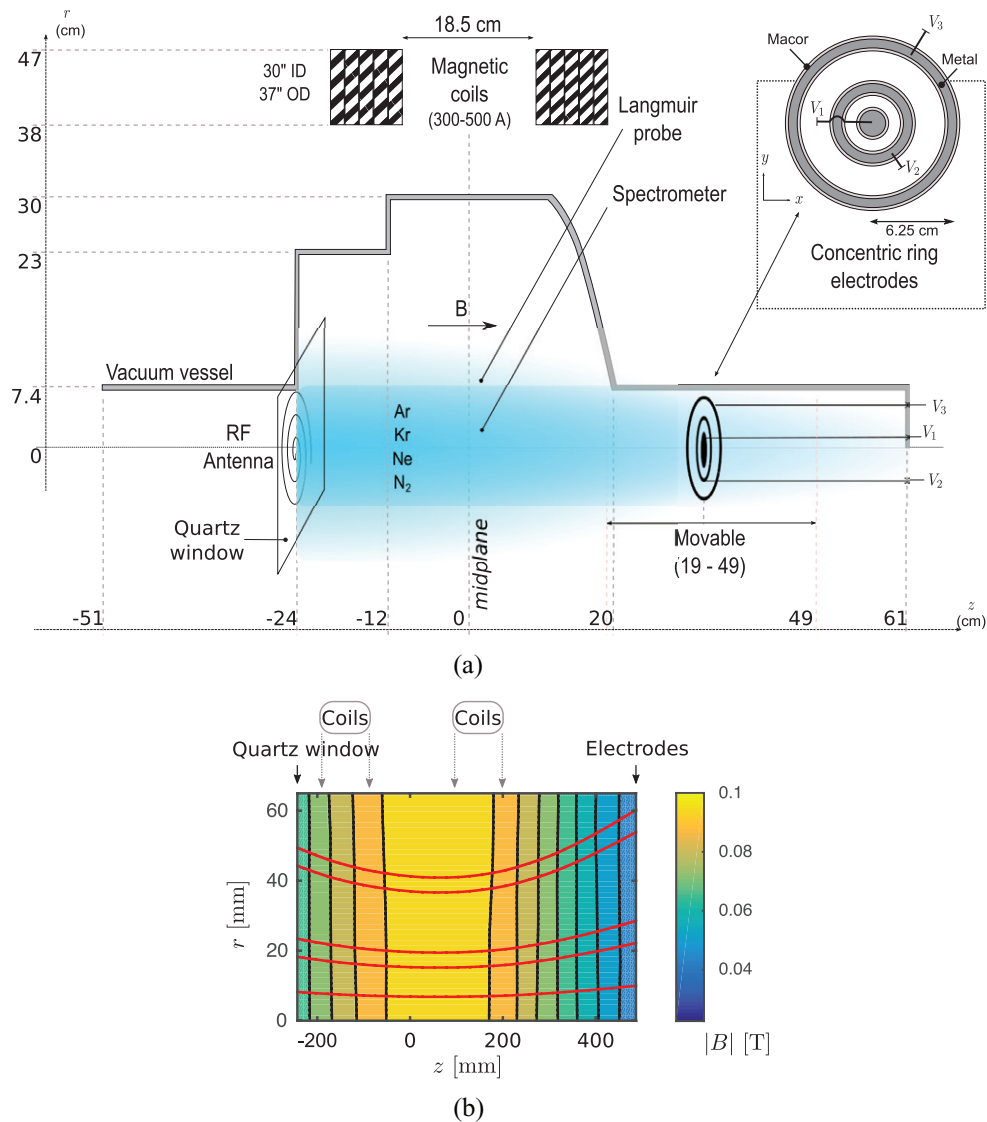 r
(cm)
47
38
30
23
7.4
0
18.5 cm
30" ID
37" OD
Magnetic
coils
(300-500 A)
Langmuir
probe
Spectrometer
Macor
Metal
V3
V1
V2
y
x
6.25 cm
Concentric ring
electrodes
B
Vacuum vessel
RF
Antenna
Ar
Kr
Ne
N2
V3
V1
V2
Quartz
window
midplane
Movable
(19 - 49)
-51
-24
-12
0
20
49
61
z
(cm)
(a)
Coils
Coils
Quartz window
Electrodes
60
40
20
0
r [mm]
-200
0
200
400
z [mm]
0.1
0.08
0.06
0.04
|B| [T]
(b)